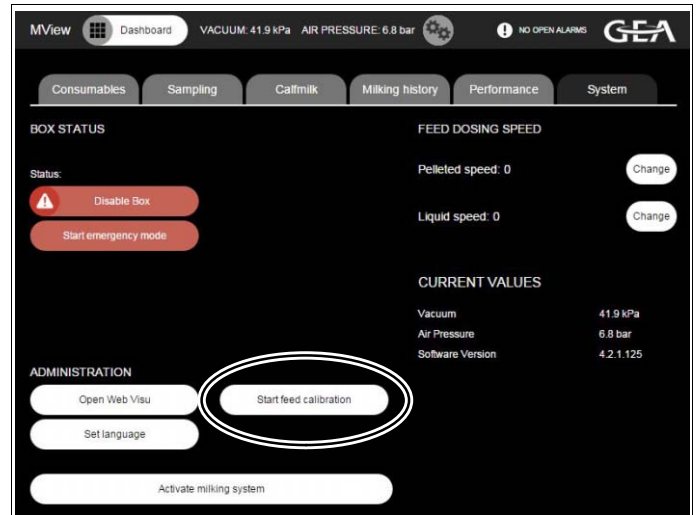 MView Dashboard VACUUM: 41.9 kPa AIR PRESSURE: 6.8 bar NO OPEN ALARMS GEA
Consumables Sampling Calfmilk Milking history Performance System
BOX STATUS
Status:
Disable Box
Start emergency mode
FEED DOSING SPEED
Pelleted speed: 0 Change
Liquid speed: 0 Change
CURRENT VALUES
Vacuum 41.9 kPa
Air Pressure 6.8 bar
Software Version 4.2.1.125
ADMINISTRATION
Open Web Visu Start feed calibration
Set language
Activate milking system